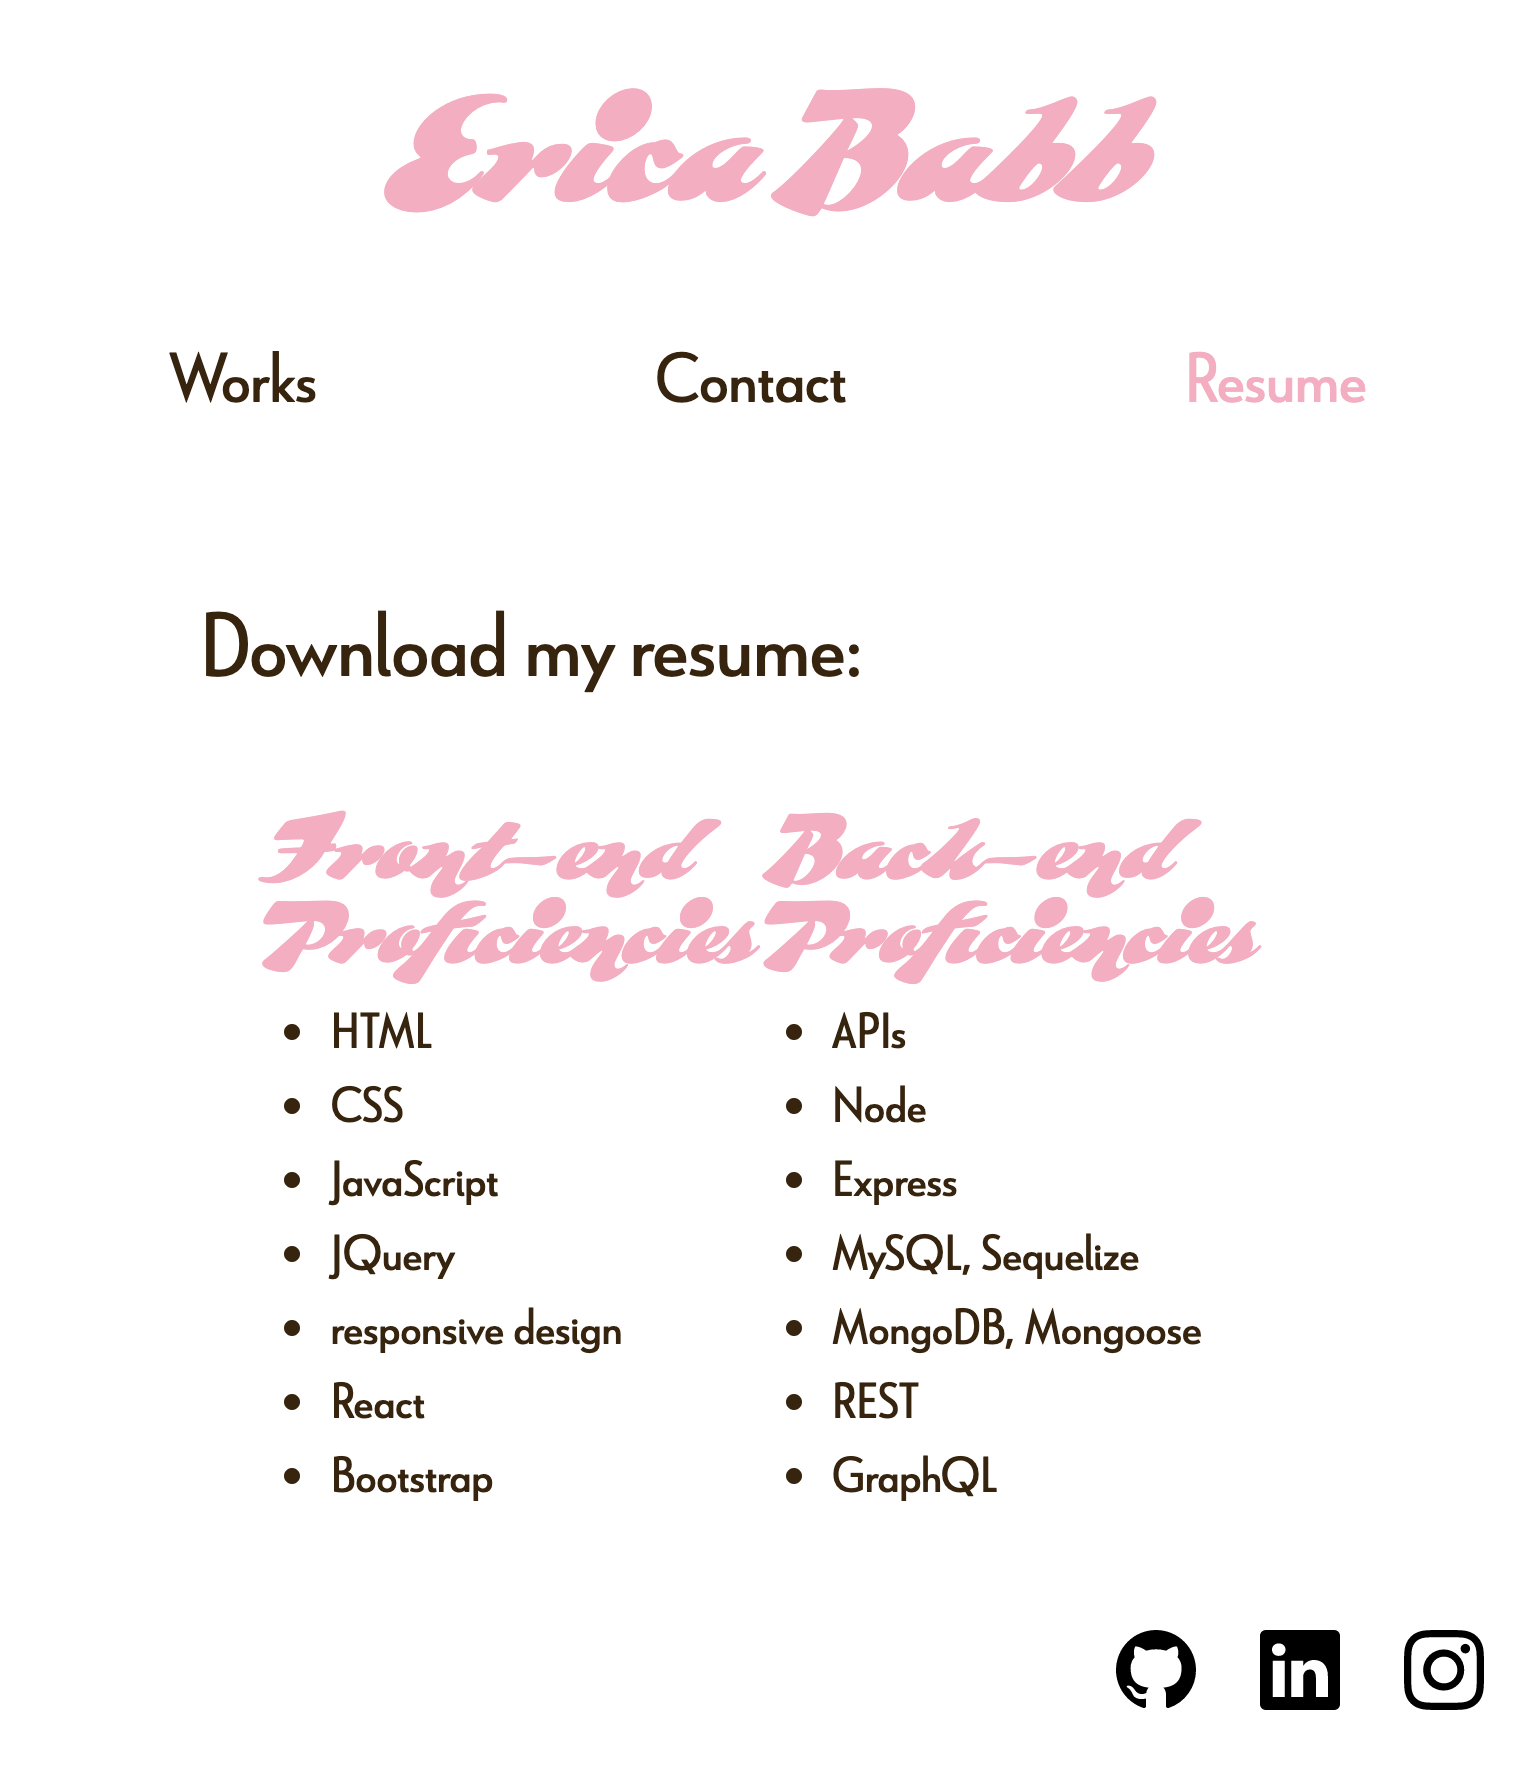 Erica Babb
Works
Contact
Resume
Download my resume:
Front-end
Proficiencies
HTML
CSS
JavaScript
JQuery
responsive design
React
Bootstrap
Back-end
Proficiencies
APIs
Node
Express
MySQL, Sequelize
MongoDB, Mongoose
REST
GraphQL
in